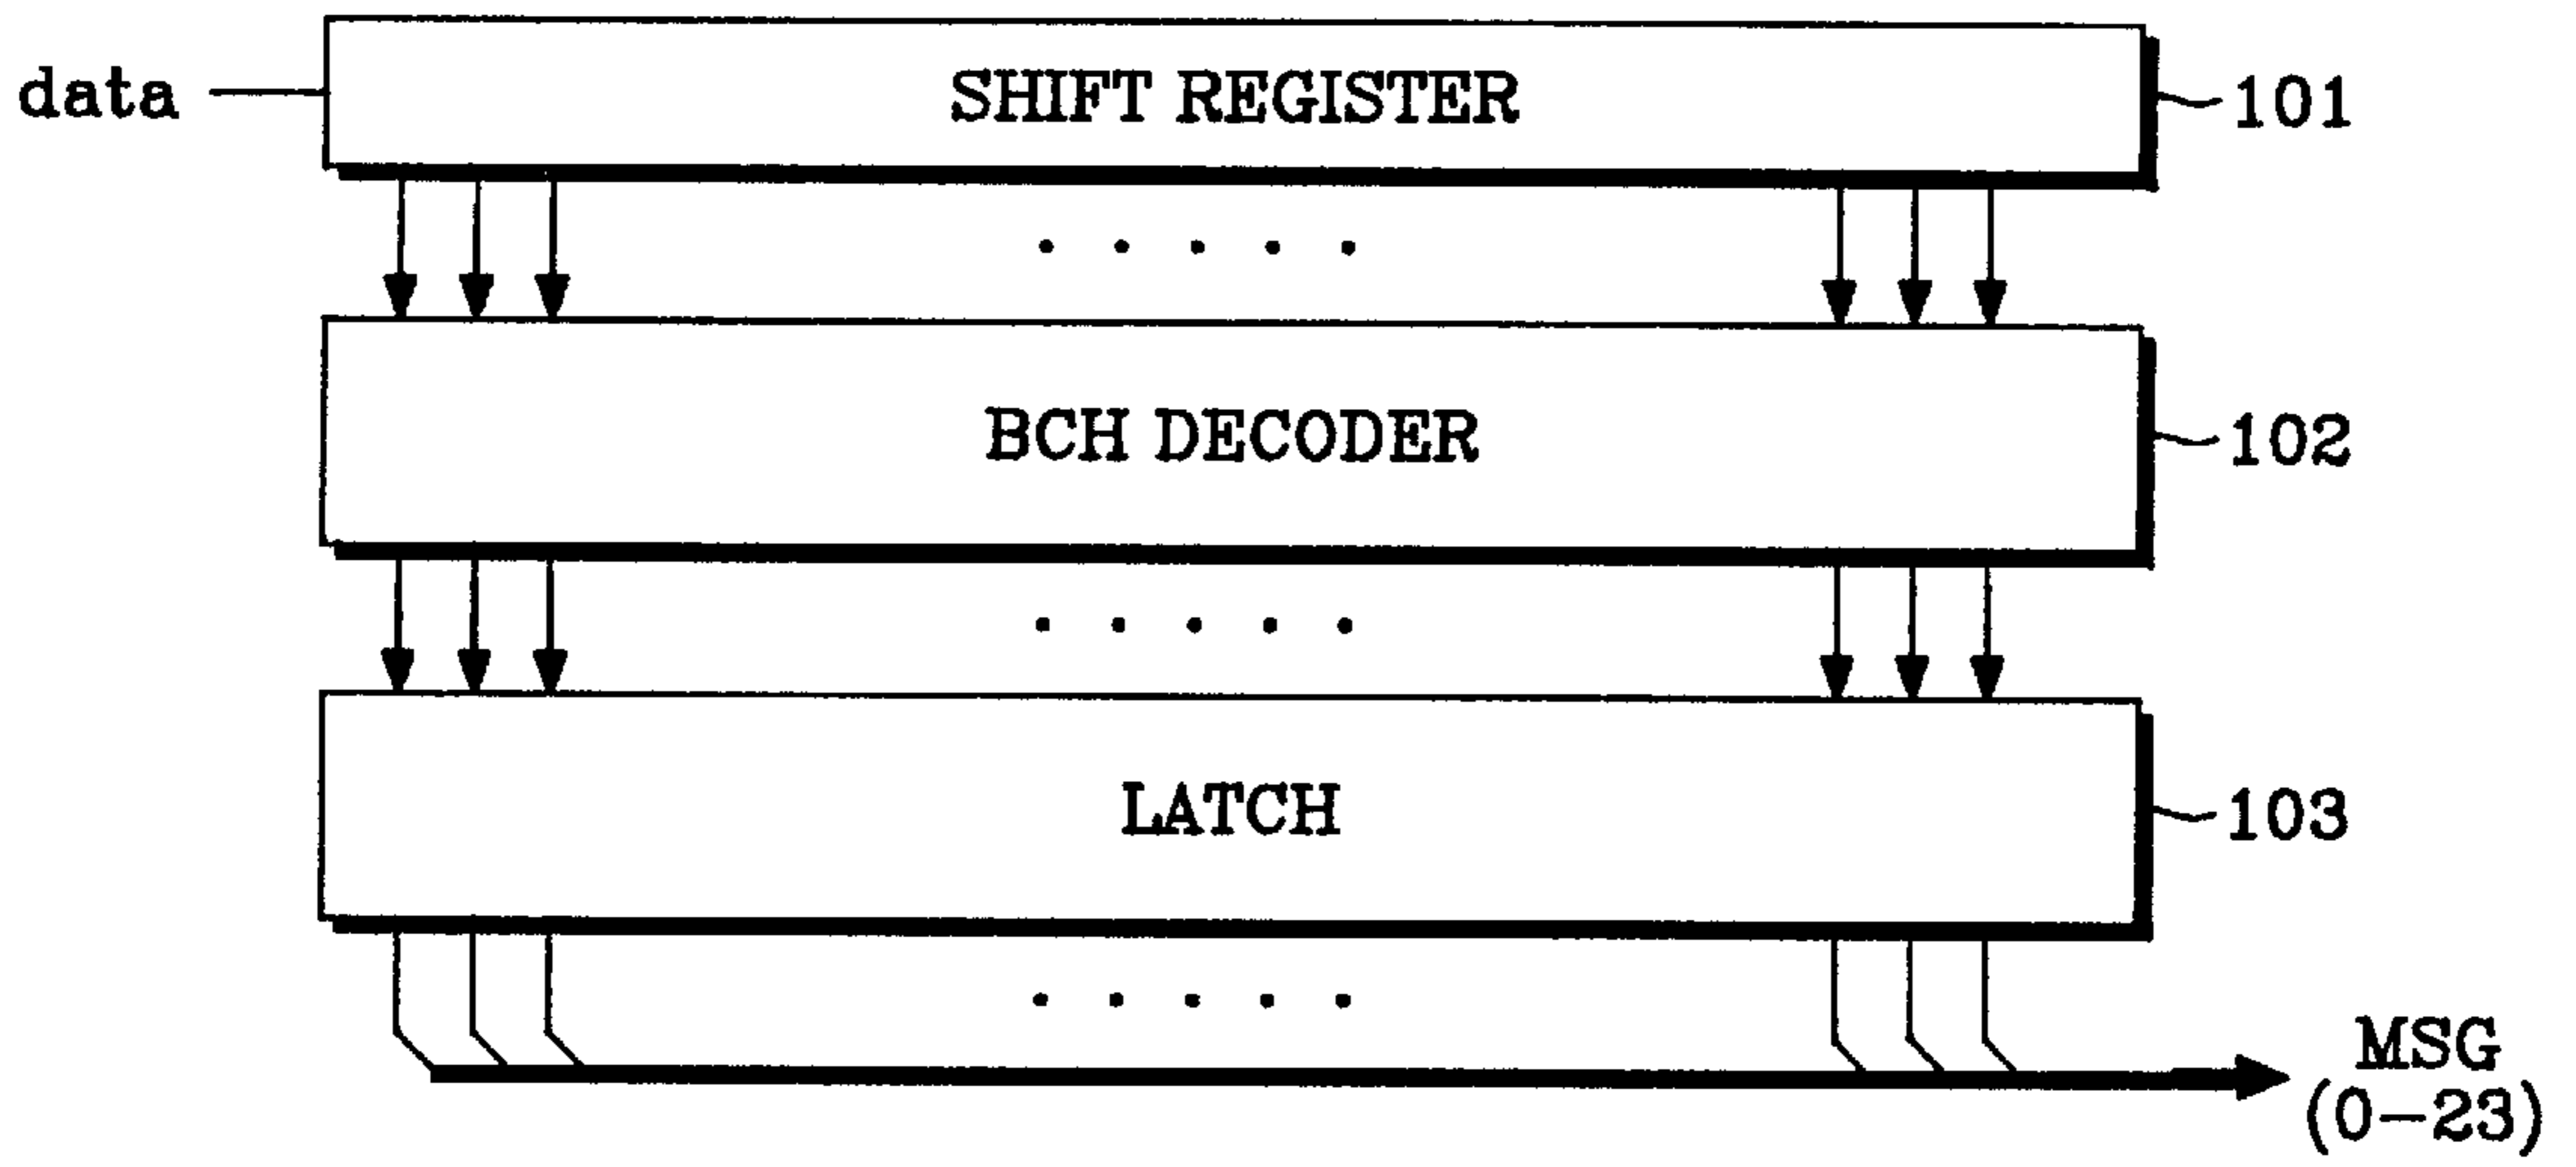 data
SHIFT REGISTER
101
BCH DECODER
102
LATCH
103
MSG
(0-23)